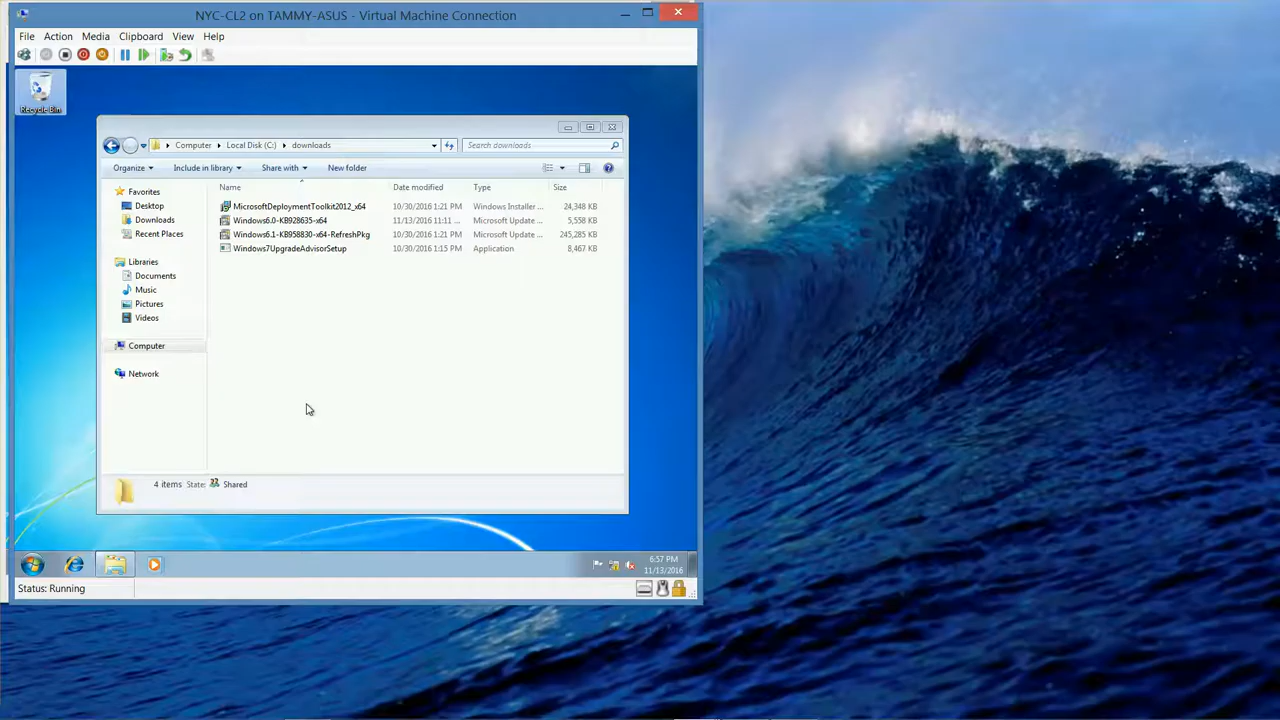 NYC-CL2 on TAMMY-ASUS - Virtual Machine Connection
File Action Media Clipboard View Help
Recycle Bin
Computer Local Disk (C:) downloads Search downloads
Organize Include in library Share with New folder
Name Date modified Type Size
Favorites
Desktop
Downloads
Recent Places
Libraries
Documents
Music
Pictures
Videos
Computer
Network
MicrosoftDeploymentToolkit2012_x64 10/30/2016 1:21 PM Windows Installer ... 24,348 KB
Windows6.0-KB928635-x64 11/13/2016 11:11 ... Microsoft Update ... 5,558 KB
Windows6.1-KB958830-x64-RefreshPkg 10/30/2016 1:21 PM Microsoft Update ... 245,285 KB
Windows7UpgradeAdvisorSetup 10/30/2016 1:15 PM Application 8,467 KB
4 items State: Shared
6:57 PM
11/13/2016
Status: Running